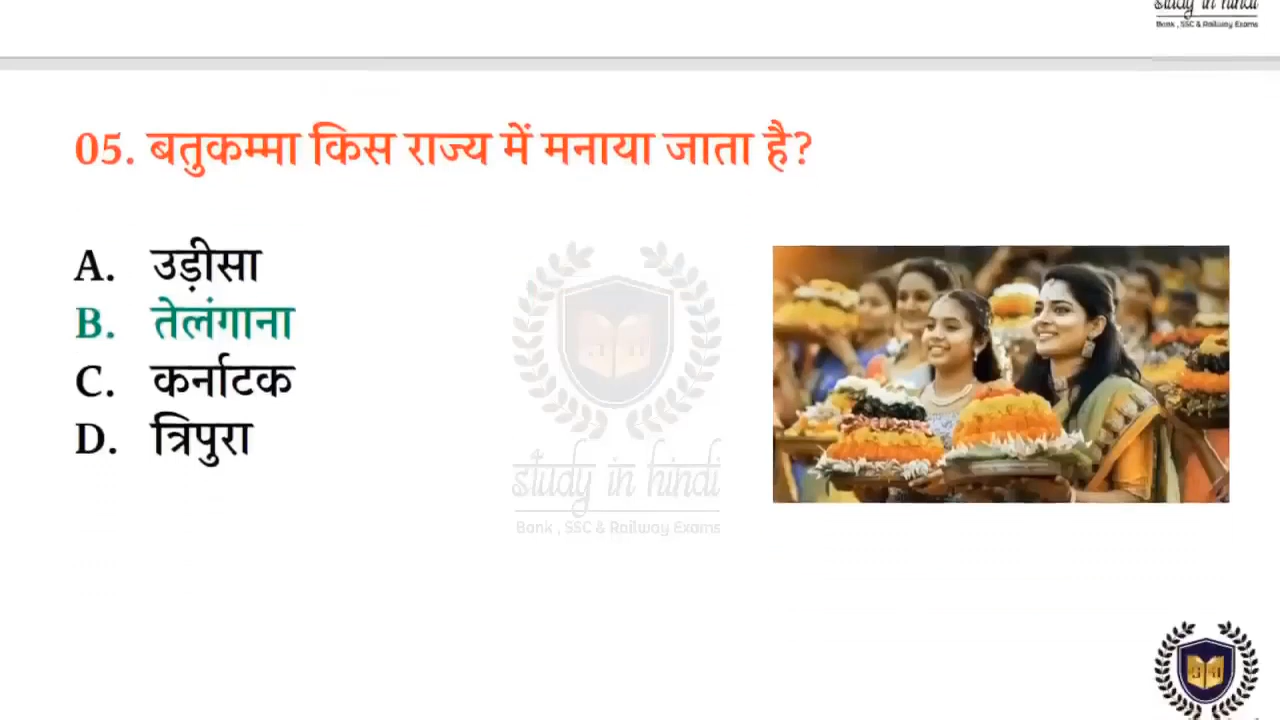 study in hindi
Bank , SSC & Railway Exams
05. बतुकम्मा किस राज्य में मनाया जाता है?
A. उड़ीसा
B. तेलंगाना
C. कर्नाटक
D. त्रिपुरा
study in hindi
Bank , SSC & Railway Exams